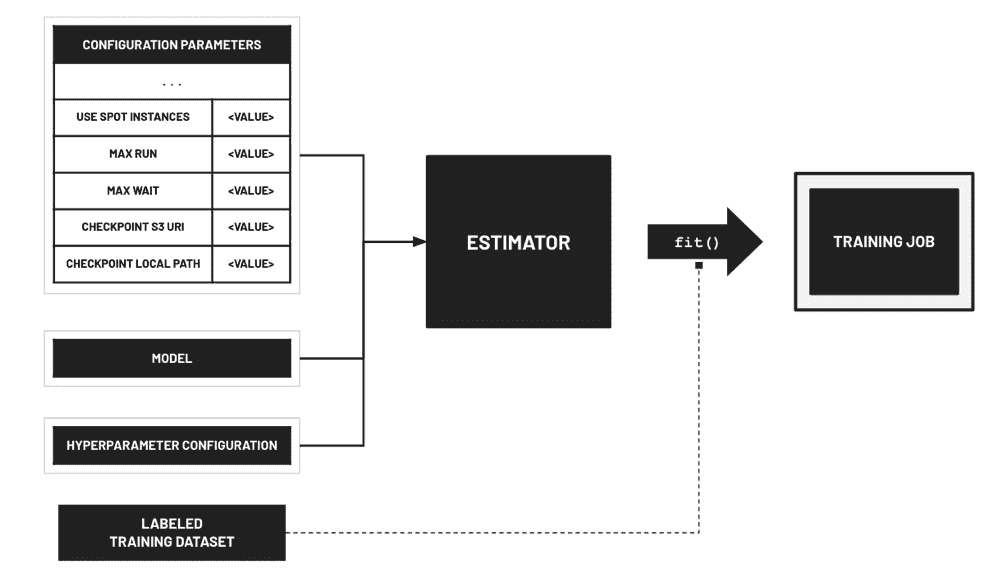 CONFIGURATION PARAMETERS
. . .
USE SPOT INSTANCES <VALUE>
MAX RUN <VALUE>
MAX WAIT <VALUE>
CHECKPOINT S3 URI <VALUE>
CHECKPOINT LOCAL PATH <VALUE>
MODEL
HYPERPARAMETER CONFIGURATION
LABELED
TRAINING DATASET
ESTIMATOR
fit()
TRAINING JOB